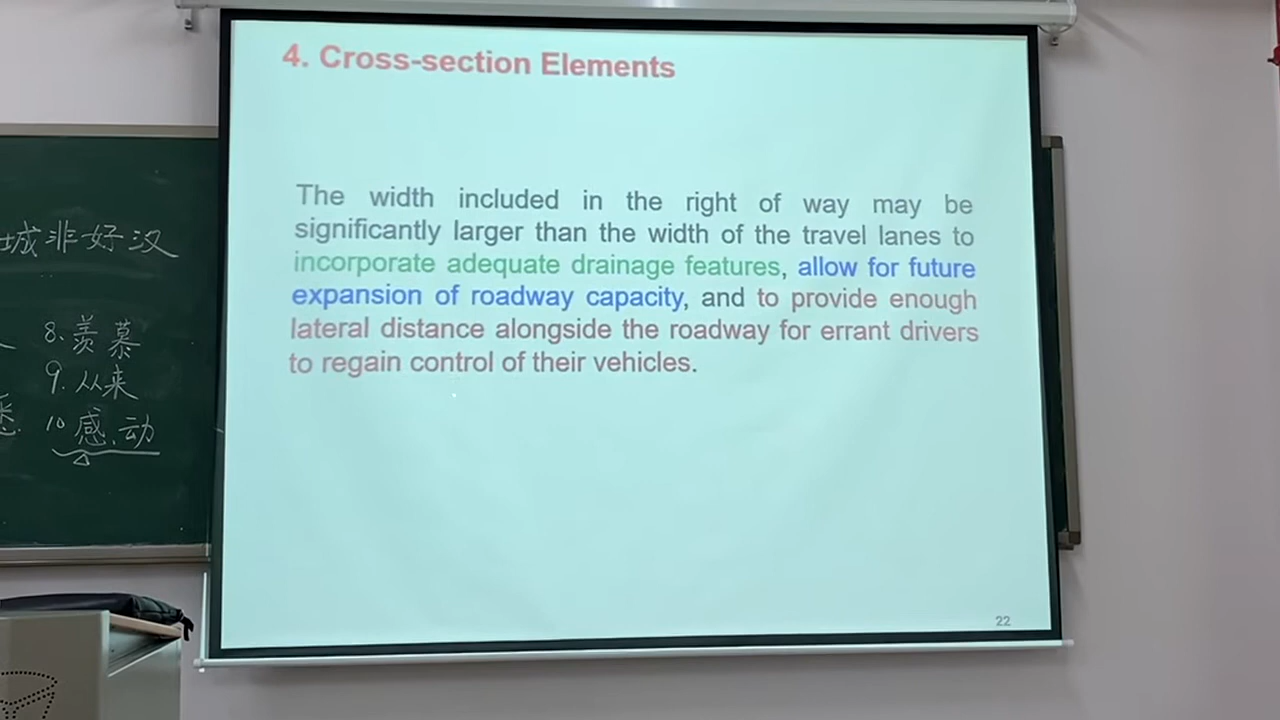 4. Cross-section Elements
The width included in the right of way may be
significantly larger than the width of the travel lanes to
incorporate adequate drainage features, allow for future
expansion of roadway capacity, and to provide enough
lateral distance alongside the roadway for errant drivers
to regain control of their vehicles.
22
城非好汉
8.羡慕
9.从来
10感动